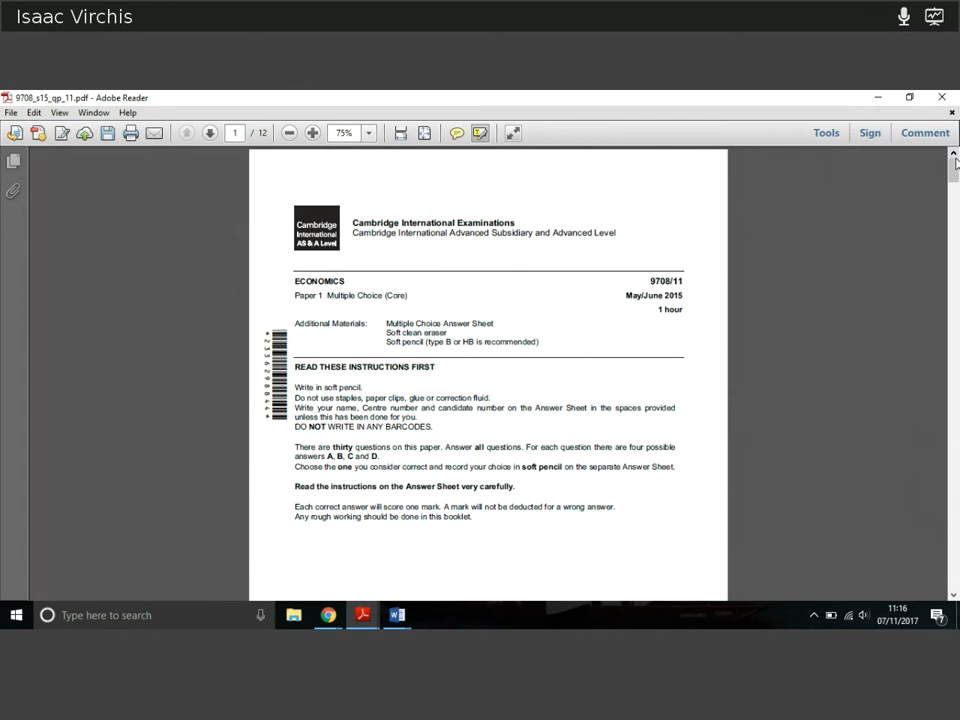 Isaac Virchis
9708_s15_qp_11.pdf - Adobe Reader
File Edit View Window Help
1 / 12 75% Tools Sign Comment
Cambridge
International
AS & A Level
Cambridge International Examinations
Cambridge International Advanced Subsidiary and Advanced Level
ECONOMICS 9708/11
Paper 1 Multiple Choice (Core) May/June 2015
1 hour
Additional Materials: Multiple Choice Answer Sheet
Soft clean eraser
Soft pencil (type B or HB is recommended)
*2336298844*
READ THESE INSTRUCTIONS FIRST
Write in soft pencil.
Do not use staples, paper clips, glue or correction fluid.
Write your name, Centre number and candidate number on the Answer Sheet in the spaces provided
unless this has been done for you.
DO NOT WRITE IN ANY BARCODES.
There are thirty questions on this paper. Answer all questions. For each question there are four possible
answers A, B, C and D.
Choose the one you consider correct and record your choice in soft pencil on the separate Answer Sheet.
Read the instructions on the Answer Sheet very carefully.
Each correct answer will score one mark. A mark will not be deducted for a wrong answer.
Any rough working should be done in this booklet.
Type here to search
11:16
07/11/2017
7